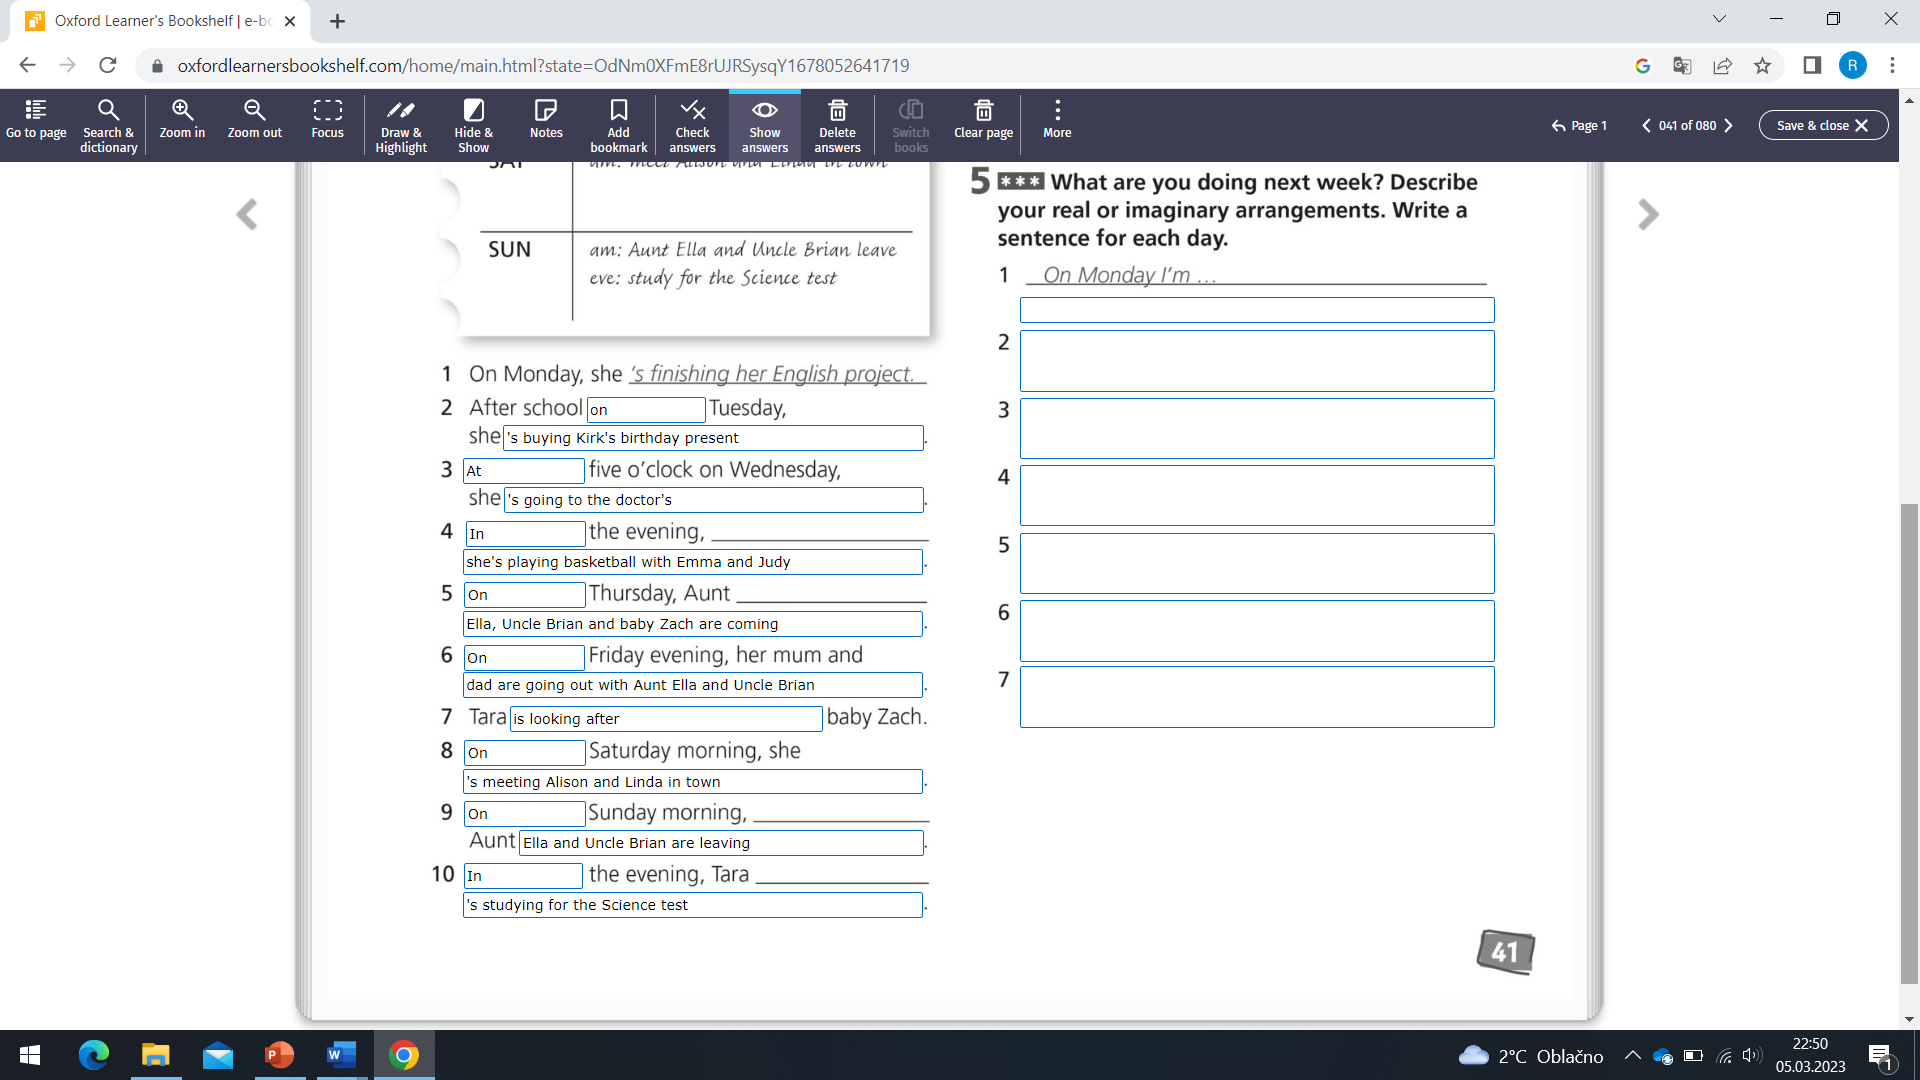 Oxford Learner's Bookshelf | e-bo
oxfordlearnersbookshelf.com/home/main.html?state=OdNm0XFmE8rUJRSysqY1678052641719
R
Go to page
Search & dictionary
Zoom in
Zoom out
Focus
Draw & Highlight
Hide & Show
Notes
Add bookmark
Check answers
Show answers
Delete answers
Switch books
Clear page
More
Page 1
041 of 080
Save & close
SAT am: meet Alison and Linda in town
SUN am: Aunt Ella and Uncle Brian leave
eve: study for the Science test
1 On Monday, she 's finishing her English project.
2 After school on Tuesday,
she 's buying Kirk's birthday present.
3 At five o'clock on Wednesday,
she 's going to the doctor's.
4 In the evening,
she's playing basketball with Emma and Judy.
5 On Thursday, Aunt
Ella, Uncle Brian and baby Zach are coming.
6 On Friday evening, her mum and
dad are going out with Aunt Ella and Uncle Brian.
7 Tara is looking after baby Zach.
8 On Saturday morning, she
's meeting Alison and Linda in town.
9 On Sunday morning,
Aunt Ella and Uncle Brian are leaving.
10 In the evening, Tara
's studying for the Science test.
5 *** What are you doing next week? Describe
your real or imaginary arrangements. Write a
sentence for each day.
1 On Monday I'm ...
2
3
4
5
6
7
41
P
W
2°C Oblačno
22:50
05.03.2023
1